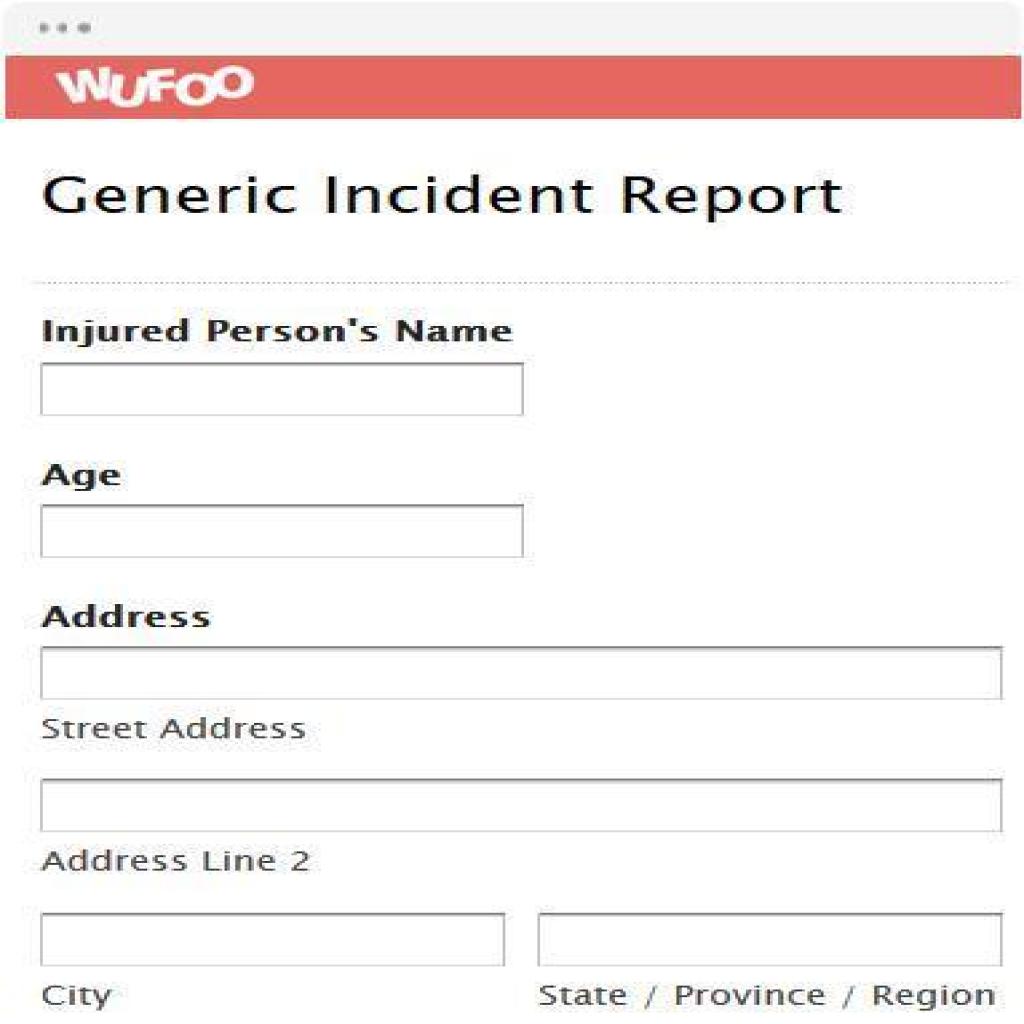 WUFOO
Generic Incident Report
Injured Person's Name
Age
Address
Street Address
Address Line 2
City State / Province / Region